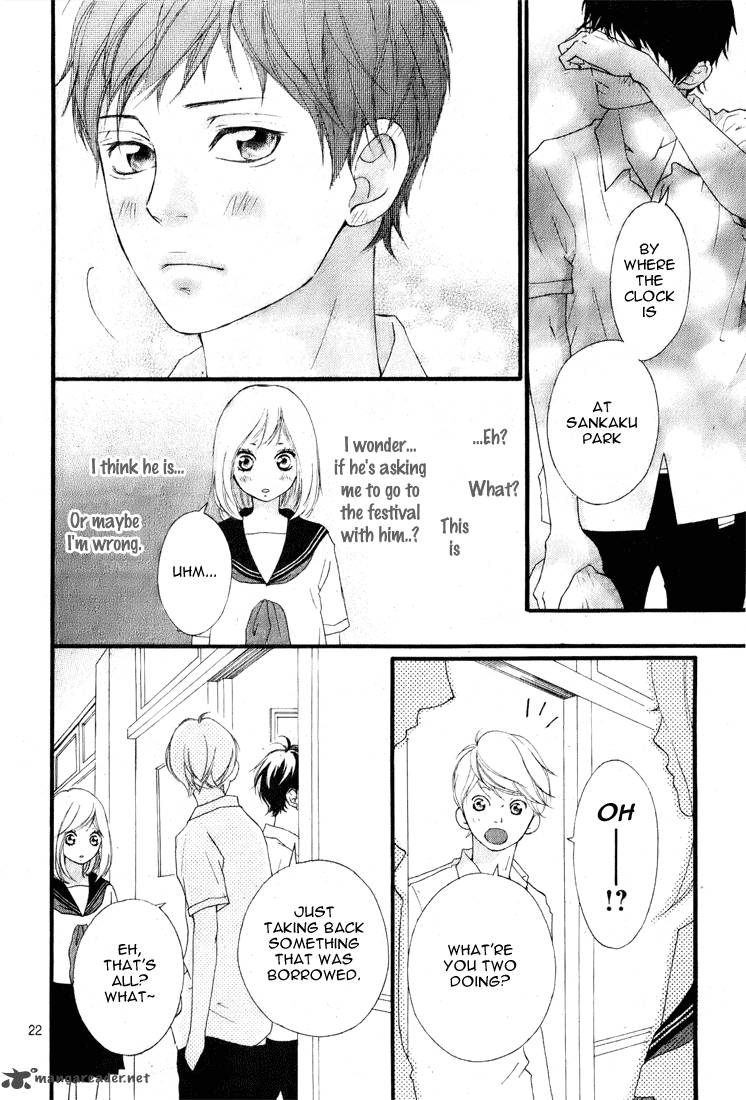 BY
WHERE
THE
CLOCK
IS
AT
SANKAKU
PARK
...Eh?
What?
This
is
I wonder...
if he's asking
me to go to
the festival
with him..?
I think he is...
Or maybe
I'm wrong.
UHM...
OH
—
!?
WHAT'RE
YOU TWO
DOING?
JUST
TAKING BACK
SOMETHING
THAT WAS
BORROWED.
EH,
THAT'S
ALL?
WHAT~
22
mangareader.net